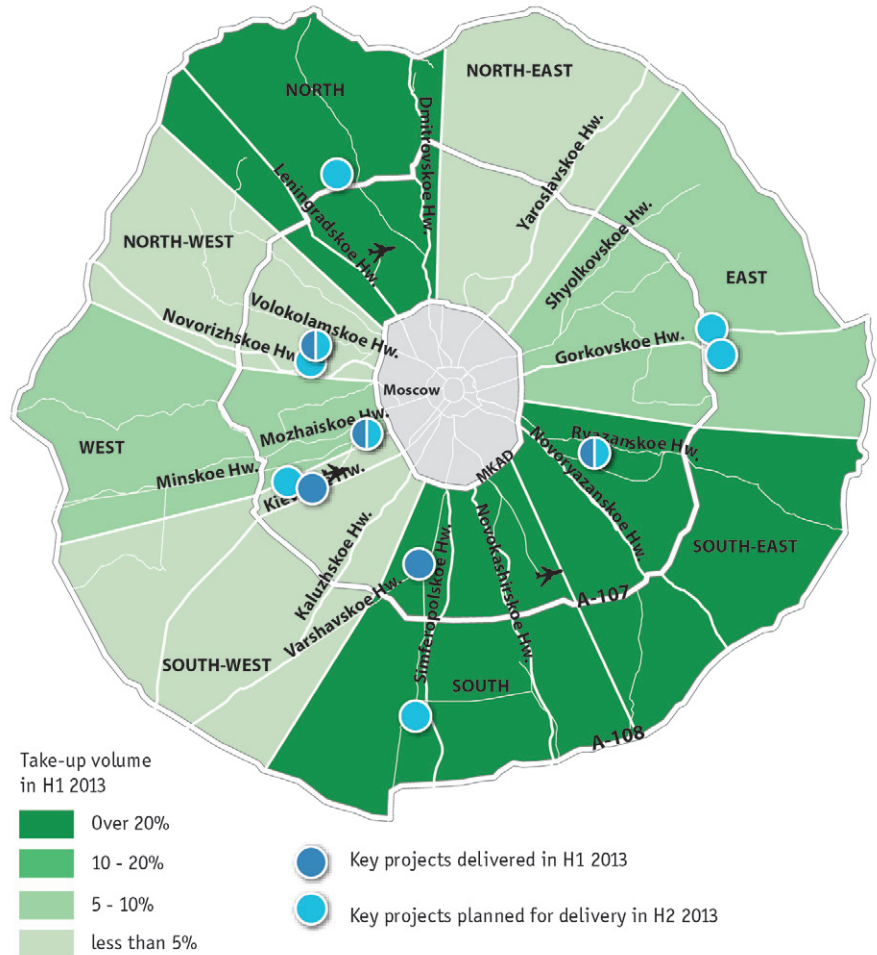 NORTH
NORTH-EAST
Dmitrovskoe Hw.
Yaroslavskoe Hw.
Leningradskoe Hw.
Shyolkovskoe Hw.
NORTH-WEST
EAST
Volokolamskoe Hw.
Novorizhskoe Hw
Gorkovskoe Hw.
Moscow
Mozhaiskoe Hw.
WEST
Ryazanskoe Hw.
Novoryazanskoe Hw.
MKAD
Minskoe Hw.
Hw.
Kaluzhskoe Hw.
Novokashirskoe Hw.
SOUTH-EAST
Simferopolskoe Hw.
Varshavskoe Hw.
A-107
SOUTH-WEST
SOUTH
A-108
Take-up volume
in H1 2013
Over 20%
10 - 20%
5 - 10%
less than 5%
Key projects delivered in H1 2013
Key projects planned for delivery in H2 2013